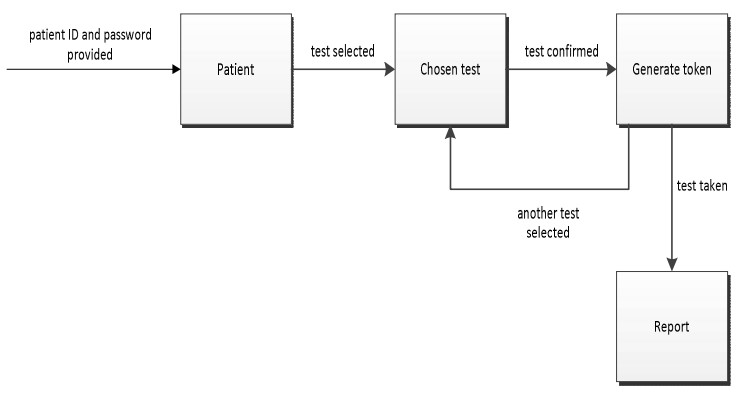 patient ID and password
provided
Patient
test selected
Chosen test
test confirmed
Generate token
another test
selected
test taken
Report